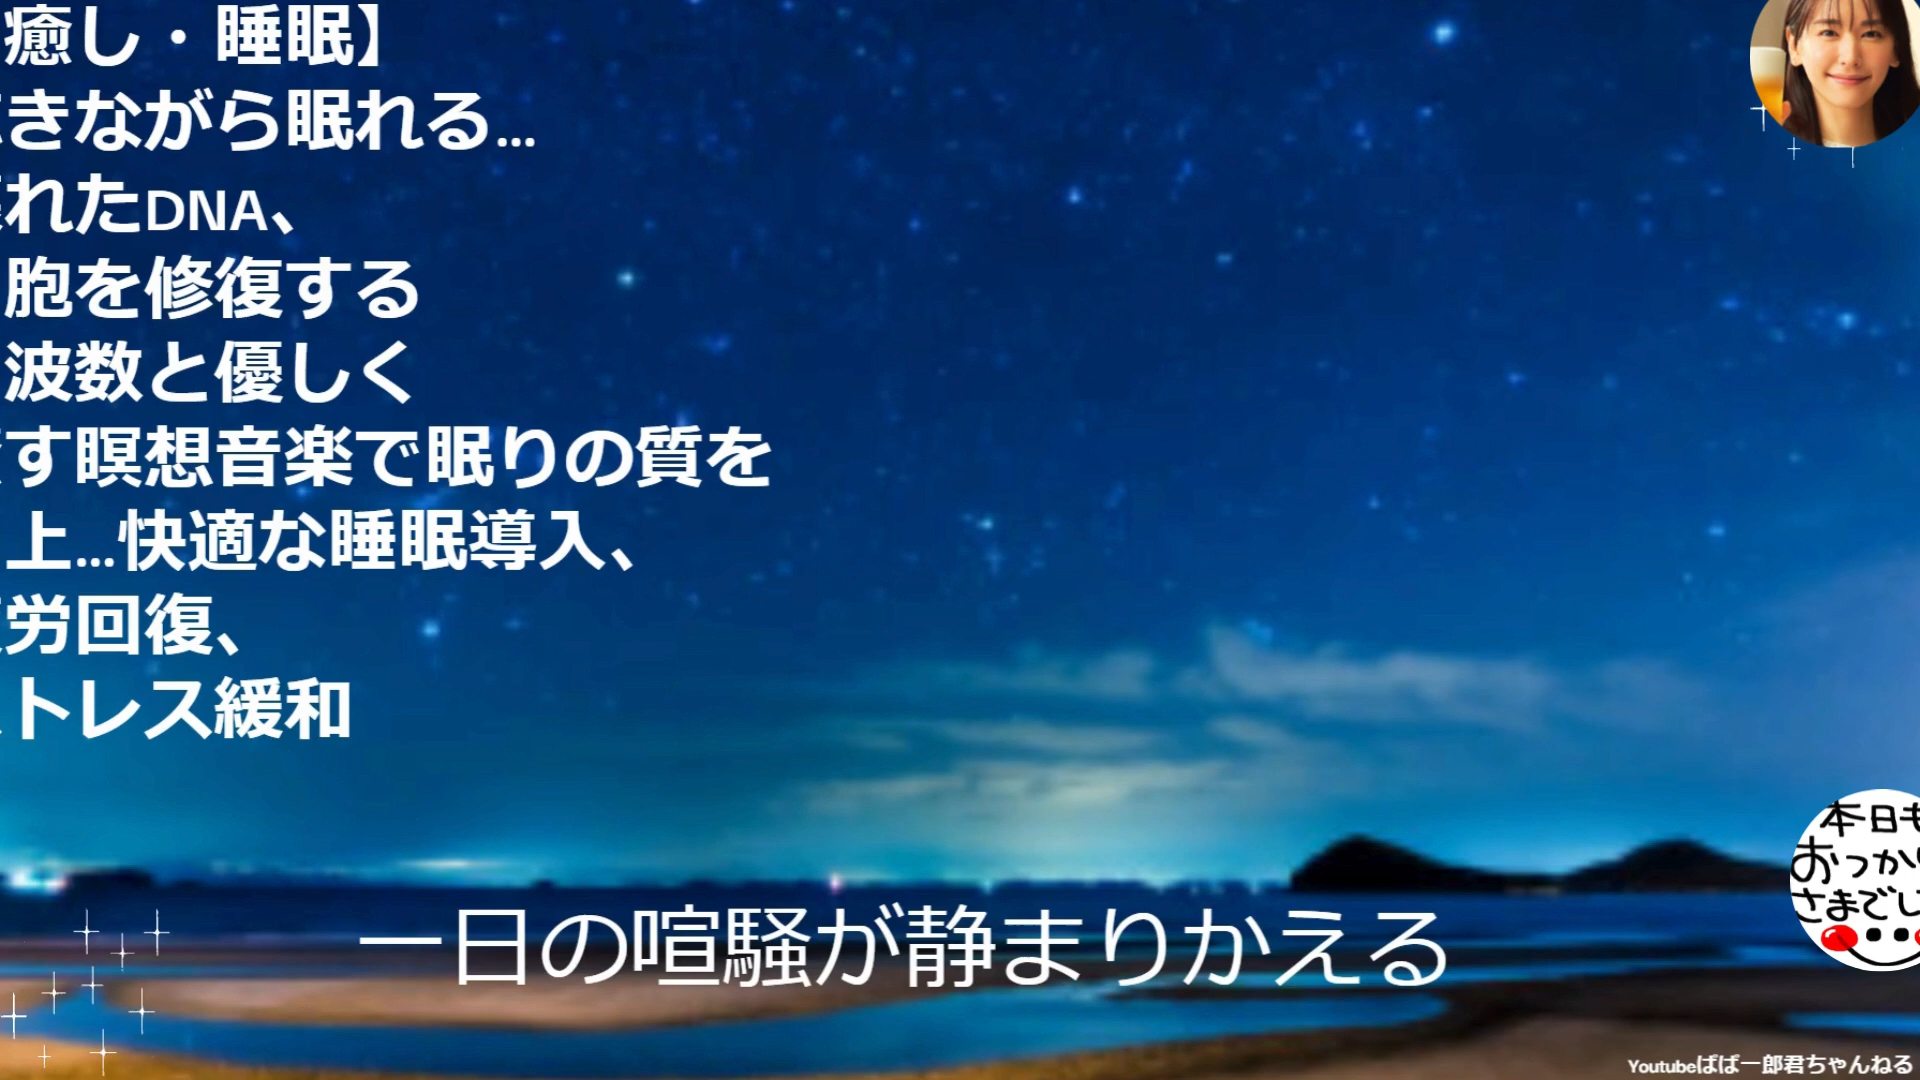 癒し・睡眠】
きながら眠れる...
れたDNA、
胞を修復する
波数と優しく
す瞑想音楽で眠りの質を
上...快適な睡眠導入、
労回復、
トレス緩和
本日も
おつかれ
さまでし
一日の喧騒が静まりかえる
Youtubeばば一郎君ちゃんねる